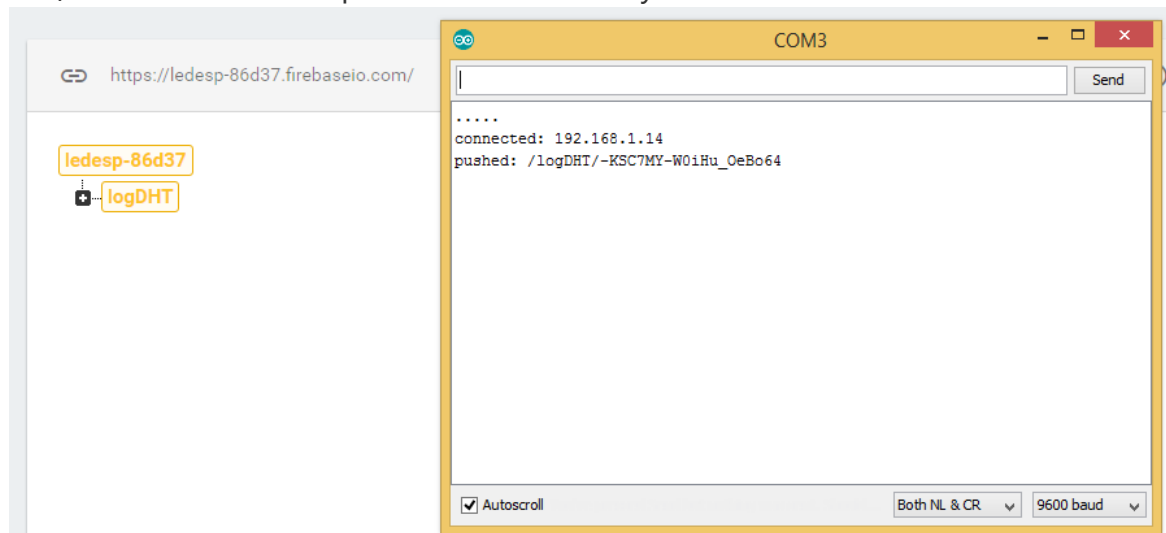 https://ledesp-86d37.firebaseio.com/
ledesp-86d37
logDHT
COM3
Send
.....
connected: 192.168.1.14
pushed: /logDHT/-KSC7MY-W0iHu_OeBo64
Autoscroll
Both NL & CR
9600 baud